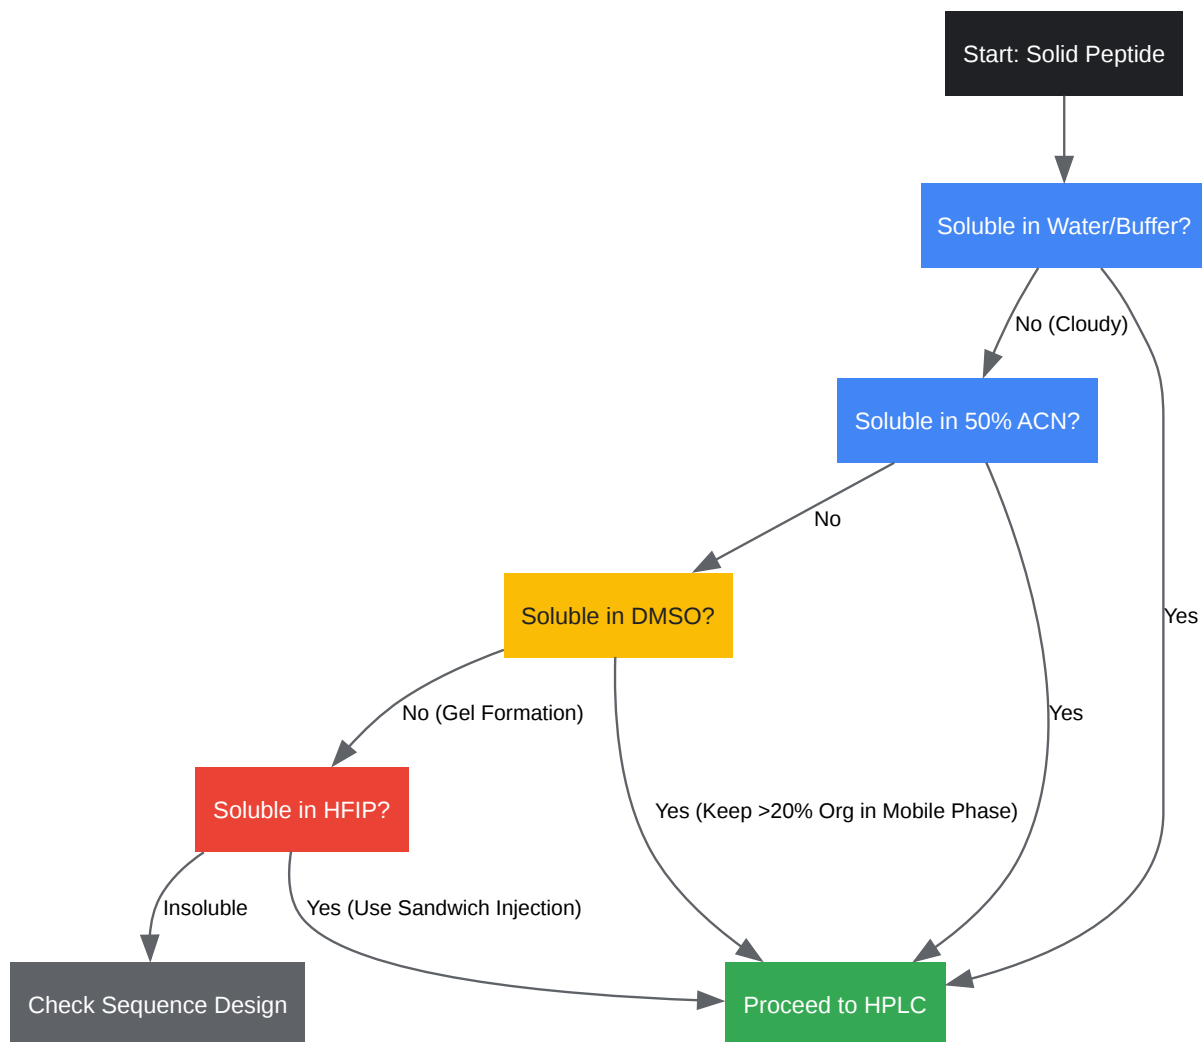 Start: Solid Peptide
Soluble in Water/Buffer?
No (Cloudy)
Soluble in 50% ACN?
No
Soluble in DMSO?
Yes
No (Gel Formation)
Yes
Soluble in HFIP?
Yes (Keep >20% Org in Mobile Phase)
Insoluble
Yes (Use Sandwich Injection)
Check Sequence Design
Proceed to HPLC